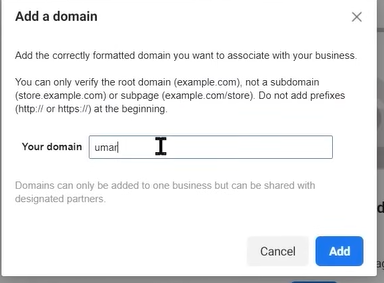 Add a domain
Add the correctly formatted domain you want to associate with your business.
You can only verify the root domain (example.com), not a subdomain
(store.example.com) or subpage (example.com/store). Do not add prefixes
(http:// or https://) at the beginning.
Your domain umar
Domains can only be added to one business but can be shared with
designated partners.
Cancel Add